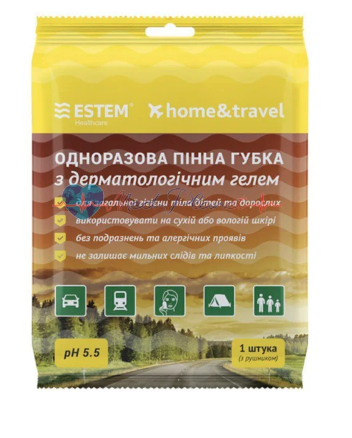 ESTEM®
Healthcare
home&travel
ОДНОРАЗОВА ПІННА ГУБКА
з дерматологічним гелем
для загальної гігієни тіла дітей та дорослих
використовувати на сухій або вологій шкірі
без подразнень та алергічних проявів
не залишає мильних слідів та липкості
pH 5.5
1 штука
(з рушником)